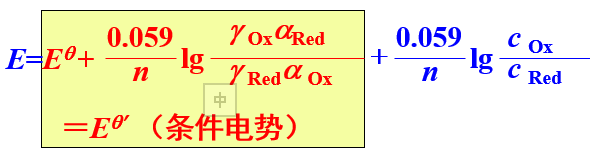 E=E^θ + 0.059/n lg (γ_Ox α_Red)/(γ_Red α_Ox) + 0.059/n lg c_Ox/c_Red
中
=E^θ′（条件电势）